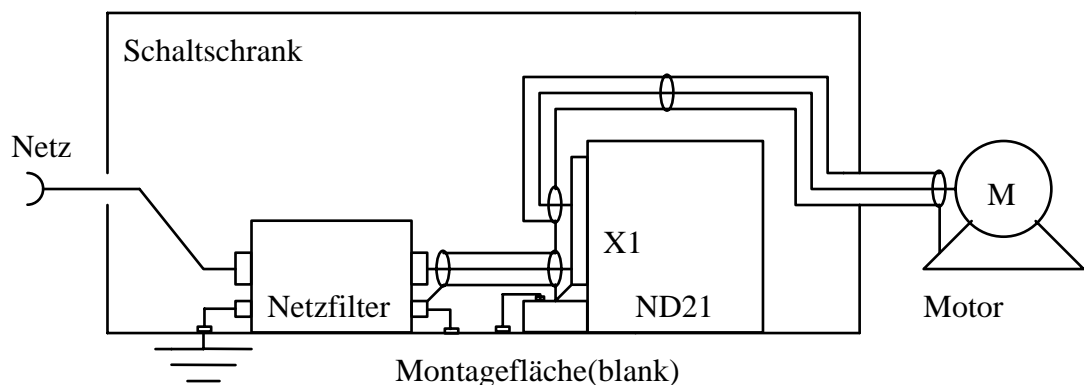 Schaltschrank
Netz
M
X1
Netzfilter
ND21
Motor
Montagefläche(blank)